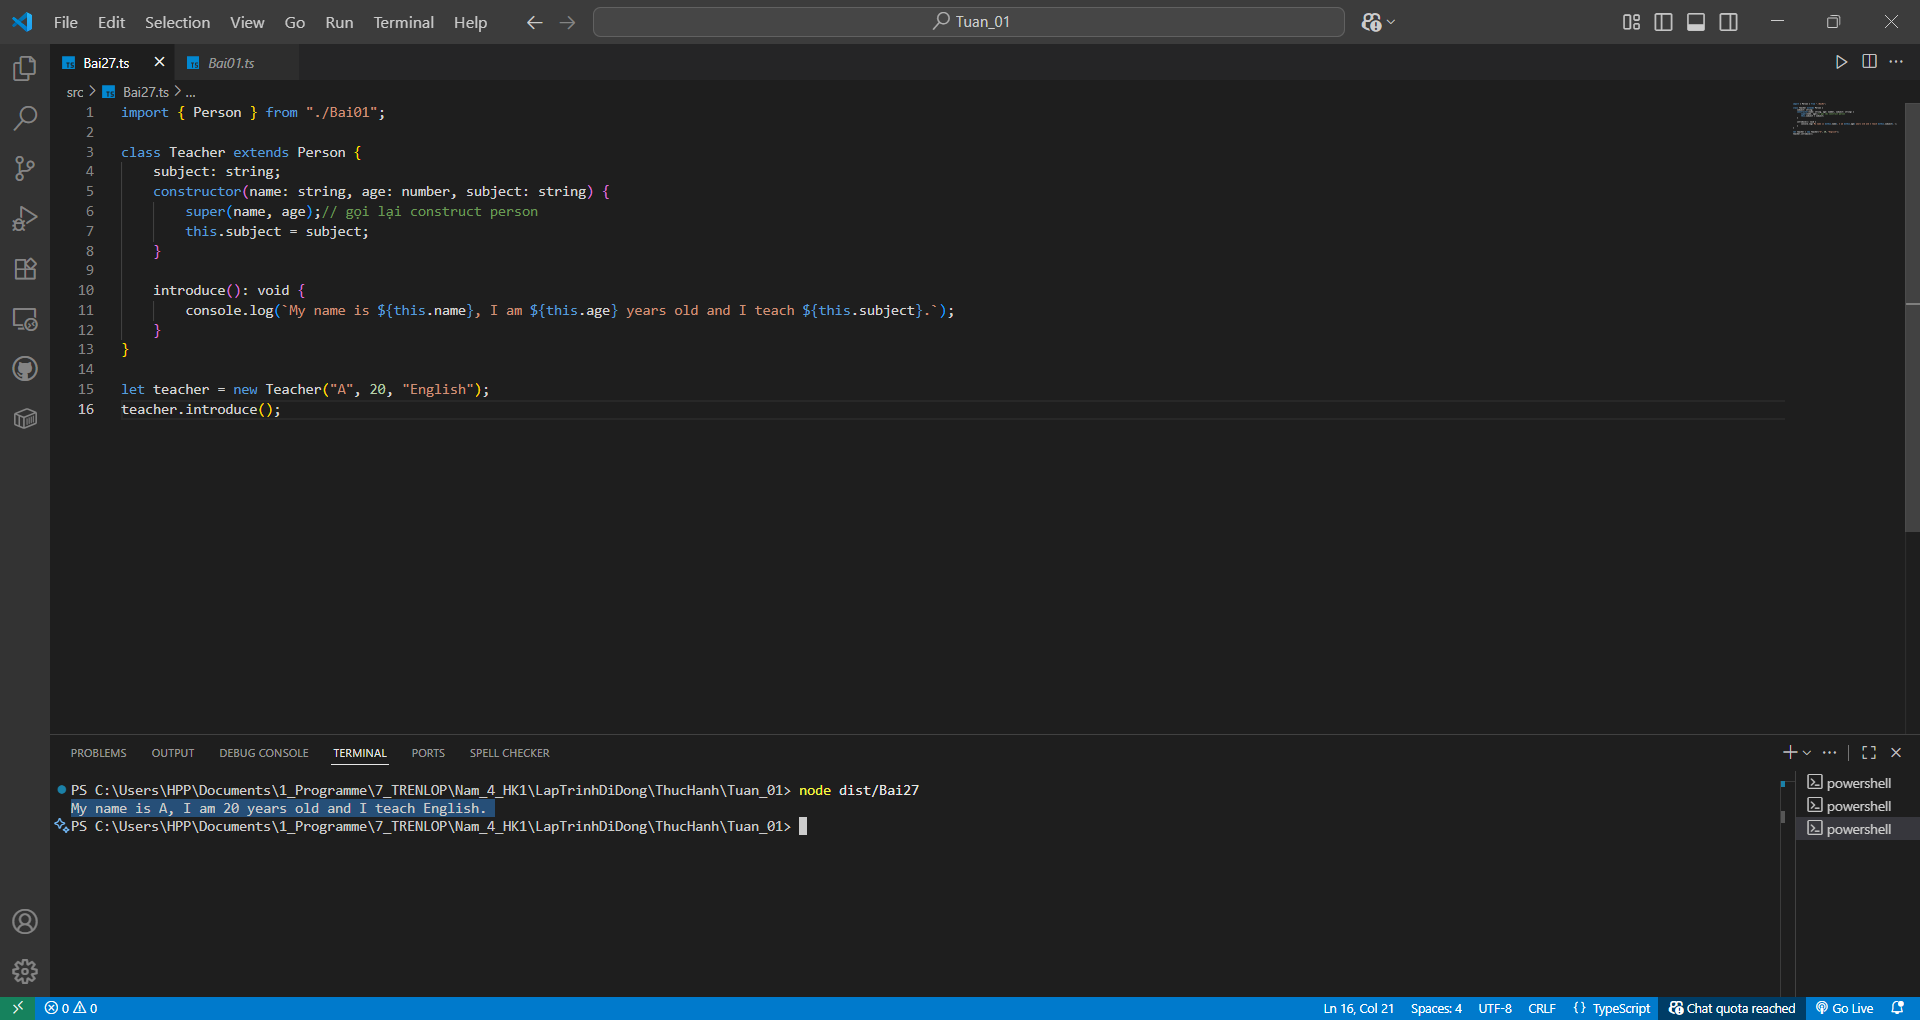 File Edit Selection View Go Run Terminal Help
Tuan_01
Bai27.ts
Bai01.ts
src > Bai27.ts > ...
1 import { Person } from "./Bai01";
2
3 class Teacher extends Person {
4 subject: string;
5 constructor(name: string, age: number, subject: string) {
6 super(name, age);// gọi lại construct person
7 this.subject = subject;
8 }
9
10 introduce(): void {
11 console.log(`My name is ${this.name}, I am ${this.age} years old and I teach ${this.subject}.`);
12 }
13 }
14
15 let teacher = new Teacher("A", 20, "English");
16 teacher.introduce();
PROBLEMS OUTPUT DEBUG CONSOLE TERMINAL PORTS SPELL CHECKER
PS C:\Users\HPP\Documents\1_Programme\7_TRENLOP\Nam_4_HK1\LapTrinhDiDong\ThucHanh\Tuan_01> node dist/Bai27
My name is A, I am 20 years old and I teach English.
PS C:\Users\HPP\Documents\1_Programme\7_TRENLOP\Nam_4_HK1\LapTrinhDiDong\ThucHanh\Tuan_01>
powershell
powershell
powershell
0 0
Ln 16, Col 21 Spaces: 4 UTF-8 CRLF {} TypeScript Chat quota reached Go Live